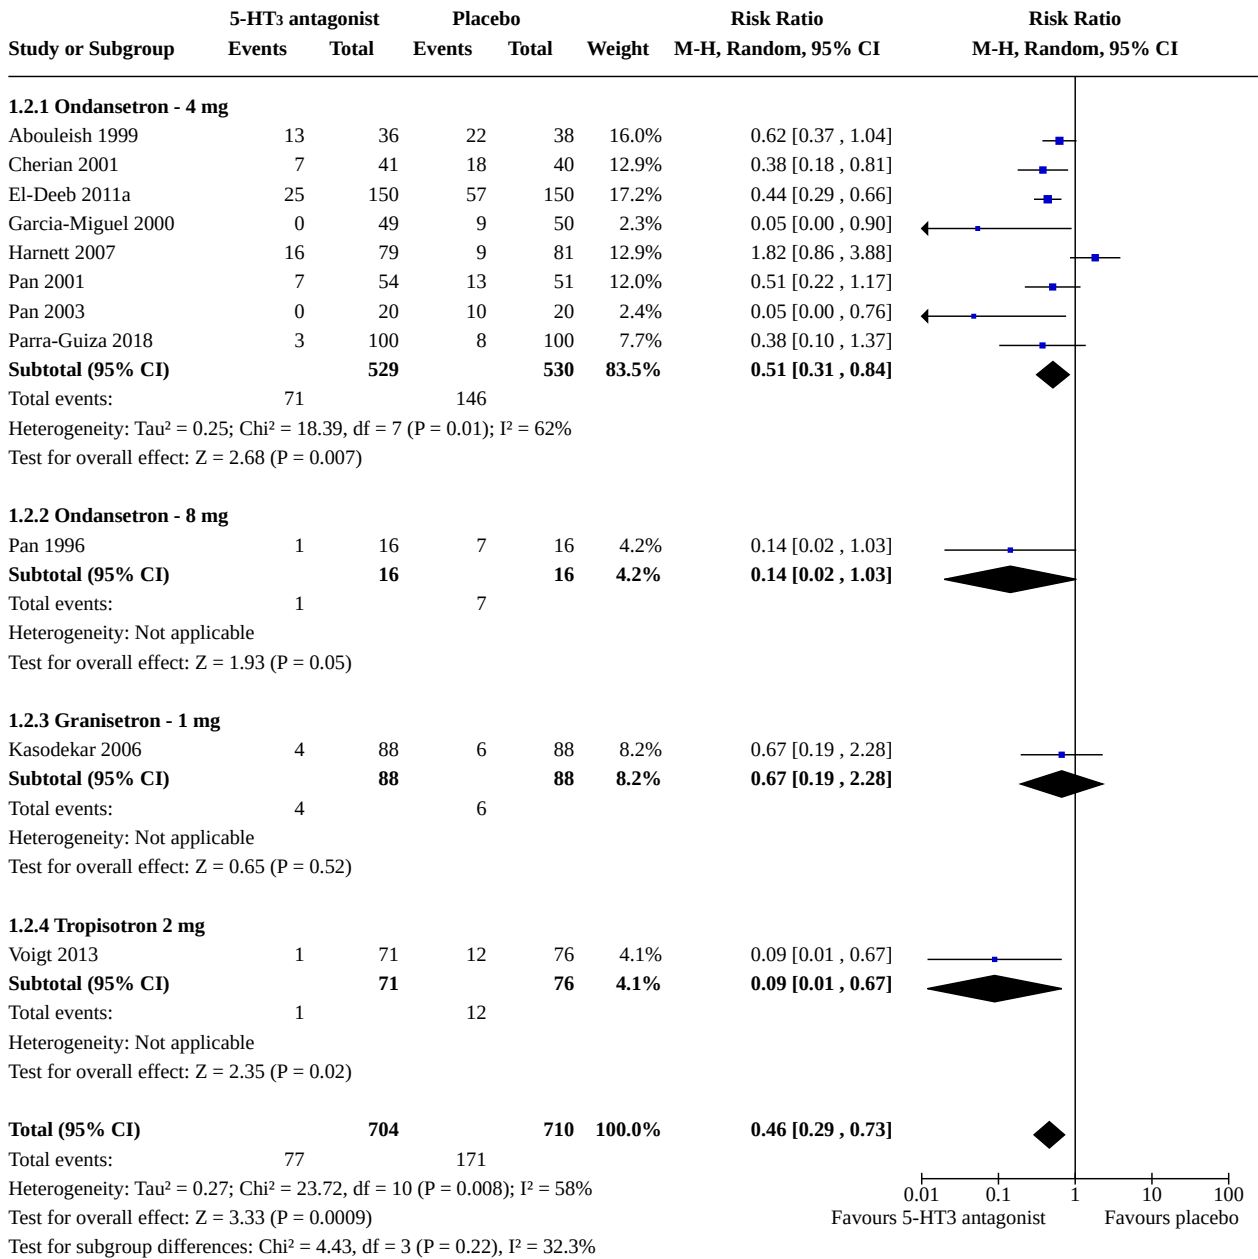 5-HT3 antagonist Placebo Risk Ratio Risk Ratio
Study or Subgroup Events Total Events Total Weight M-H, Random, 95% CI M-H, Random, 95% CI
1.2.1 Ondansetron - 4 mg
Abouleish 1999 13 36 22 38 16.0% 0.62 [0.37 , 1.04]
Cherian 2001 7 41 18 40 12.9% 0.38 [0.18 , 0.81]
El-Deeb 2011a 25 150 57 150 17.2% 0.44 [0.29 , 0.66]
Garcia-Miguel 2000 0 49 9 50 2.3% 0.05 [0.00 , 0.90]
Harnett 2007 16 79 9 81 12.9% 1.82 [0.86 , 3.88]
Pan 2001 7 54 13 51 12.0% 0.51 [0.22 , 1.17]
Pan 2003 0 20 10 20 2.4% 0.05 [0.00 , 0.76]
Parra-Guiza 2018 3 100 8 100 7.7% 0.38 [0.10 , 1.37]
Subtotal (95% CI) 529 530 83.5% 0.51 [0.31 , 0.84]
Total events: 71 146
Heterogeneity: Tau² = 0.25; Chi² = 18.39, df = 7 (P = 0.01); I² = 62%
Test for overall effect: Z = 2.68 (P = 0.007)
1.2.2 Ondansetron - 8 mg
Pan 1996 1 16 7 16 4.2% 0.14 [0.02 , 1.03]
Subtotal (95% CI) 16 16 4.2% 0.14 [0.02 , 1.03]
Total events: 1 7
Heterogeneity: Not applicable
Test for overall effect: Z = 1.93 (P = 0.05)
1.2.3 Granisetron - 1 mg
Kasodekar 2006 4 88 6 88 8.2% 0.67 [0.19 , 2.28]
Subtotal (95% CI) 88 88 8.2% 0.67 [0.19 , 2.28]
Total events: 4 6
Heterogeneity: Not applicable
Test for overall effect: Z = 0.65 (P = 0.52)
1.2.4 Tropisotron 2 mg
Voigt 2013 1 71 12 76 4.1% 0.09 [0.01 , 0.67]
Subtotal (95% CI) 71 76 4.1% 0.09 [0.01 , 0.67]
Total events: 1 12
Heterogeneity: Not applicable
Test for overall effect: Z = 2.35 (P = 0.02)
Total (95% CI) 704 710 100.0% 0.46 [0.29 , 0.73]
Total events: 77 171
Heterogeneity: Tau² = 0.27; Chi² = 23.72, df = 10 (P = 0.008); I² = 58%
0.01 0.1 1 10 100
Test for overall effect: Z = 3.33 (P = 0.0009) Favours 5-HT3 antagonist Favours placebo
Test for subgroup differences: Chi² = 4.43, df = 3 (P = 0.22), I² = 32.3%